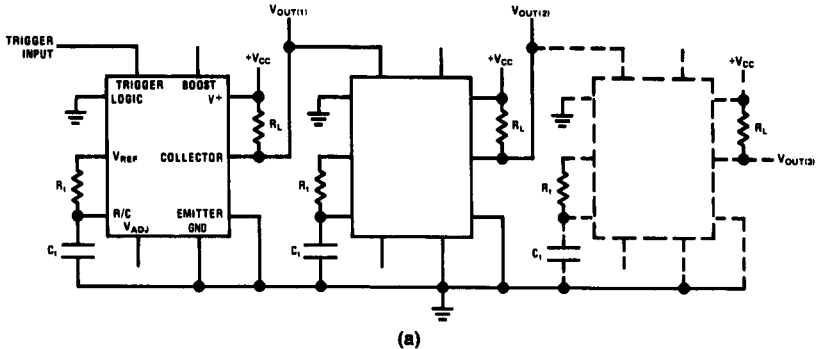 VOUT(1)
VOUT(2)
TRIGGER
INPUT
+VCC
+VCC
+VCC
TRIGGER
BOOST
LOGIC
V+
RL
RL
RL
VREF
COLLECTOR
VOUT(3)
Rt
Rt
Rt
R/C
EMITTER
VADJ
GND
Ct
Ct
Ct
(a)